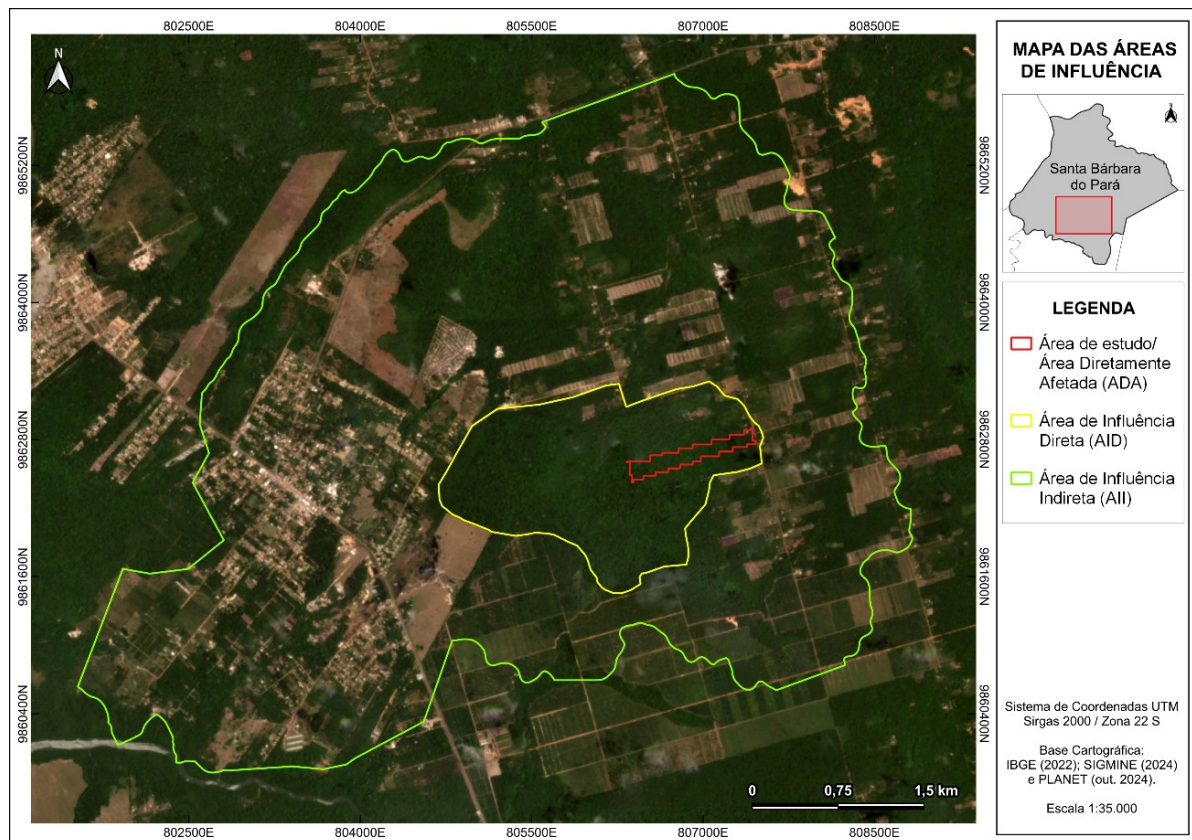 802500E
804000E
805500E
807000E
808500E
N
9865200N
9864000N
9862800N
9861600N
9860400N
9865200N
9864000N
9862800N
9861600N
9860400N
0
0,75
1,5 km
802500E
804000E
805500E
807000E
808500E
MAPA DAS ÁREAS
DE INFLUÊNCIA
N
Santa Bárbara
do Pará
LEGENDA
Área de estudo/
Área Diretamente
Afetada (ADA)
Área de Influência
Direta (AID)
Área de Influência
Indireta (AII)
Sistema de Coordenadas UTM
Sirgas 2000 / Zona 22 S
Base Cartográfica:
IBGE (2022); SIGMINE (2024)
e PLANET (out. 2024).
Escala 1:35.000